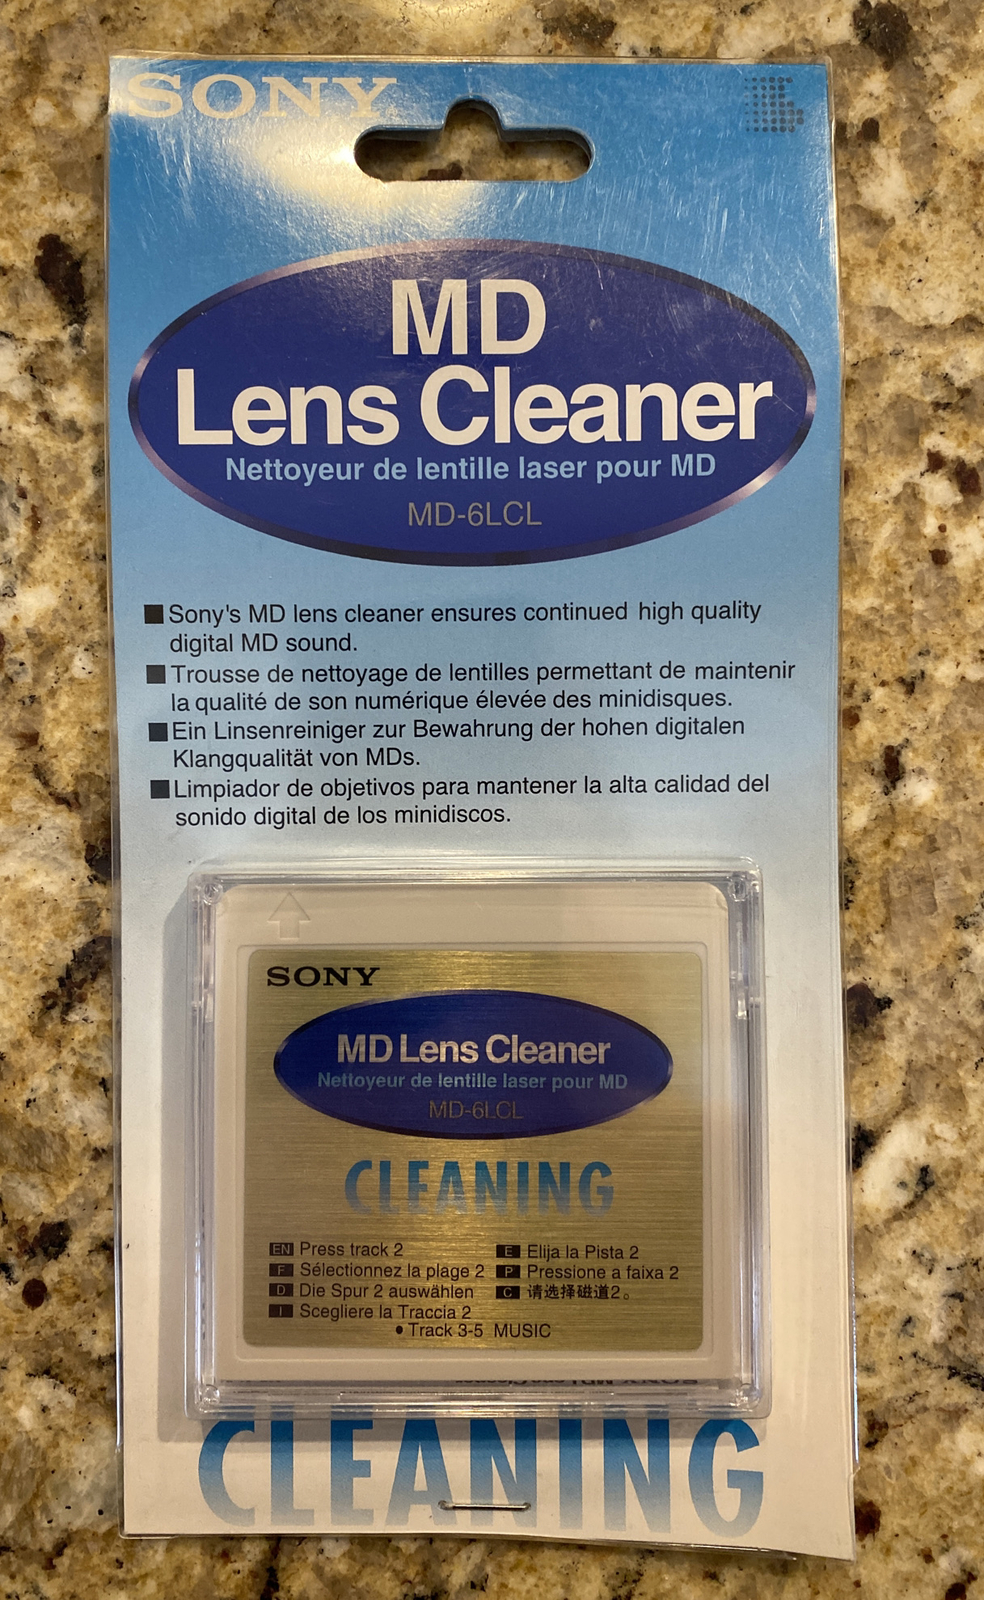 SONY
MD
Lens Cleaner
Nettoyeur de lentille laser pour MD
MD-6LCL
■ Sony's MD lens cleaner ensures continued high quality
digital MD sound.
■ Trousse de nettoyage de lentilles permettant de maintenir
la qualité de son numérique élevée des minidisques.
■ Ein Linsenreiniger zur Bewahrung der hohen digitalen
Klangqualität von MDs.
■ Limpiador de objetivos para mantener la alta calidad del
sonido digital de los minidiscos.
SONY
MD Lens Cleaner
Nettoyeur de lentille laser pour MD
MD-6LCL
CLEANING
EN Press track 2
F Sélectionnez la plage 2
D Die Spur 2 auswählen
I Scegliere la Traccia 2
E Elija la Pista 2
P Pressione a faixa 2
C 请选择磁道2。
• Track 3-5 MUSIC
SONY MD Lens Cleaner
CLEANING